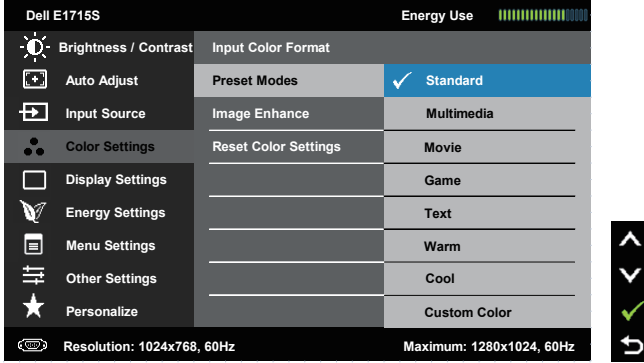 Dell E1715S Energy Use
Brightness / Contrast Input Color Format
Auto Adjust Preset Modes Standard
Input Source Image Enhance Multimedia
Color Settings Reset Color Settings Movie
Display Settings Game
Energy Settings Text
Menu Settings Warm
Other Settings Cool
Personalize Custom Color
Resolution: 1024x768, 60Hz Maximum: 1280x1024, 60Hz